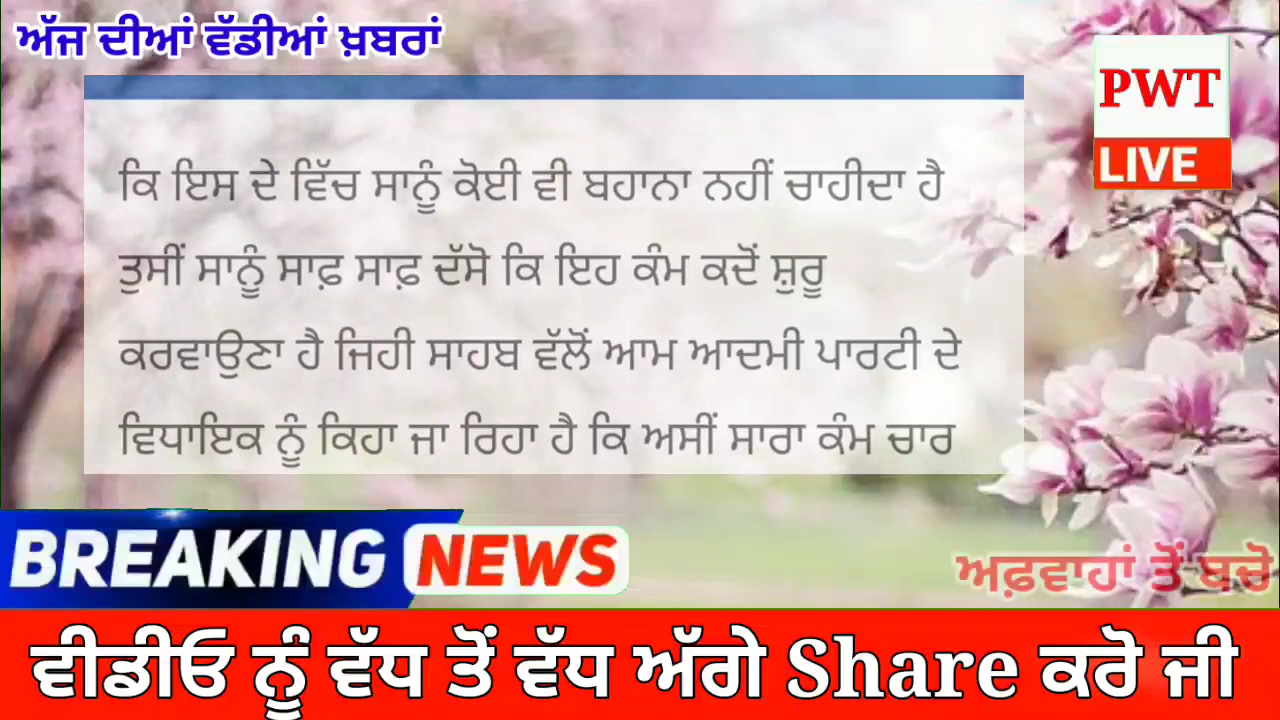 ਅੱਜ ਦੀਆਂ ਵੱਡੀਆਂ ਖ਼ਬਰਾਂ
PWT
LIVE
ਕਿ ਇਸ ਦੇ ਵਿੱਚ ਸਾਨੂੰ ਕੋਈ ਵੀ ਬਹਾਨਾ ਨਹੀਂ ਚਾਹੀਦਾ ਹੈ
ਤੁਸੀਂ ਸਾਨੂੰ ਸਾਫ਼ ਸਾਫ਼ ਦੱਸੋ ਕਿ ਇਹ ਕੰਮ ਕਦੋਂ ਸ਼ੁਰੂ
ਕਰਵਾਉਣਾ ਹੈ ਜਿਹੀ ਸਾਹਬ ਵੱਲੋਂ ਆਮ ਆਦਮੀ ਪਾਰਟੀ ਦੇ
ਵਿਧਾਇਕ ਨੂੰ ਕਿਹਾ ਜਾ ਰਿਹਾ ਹੈ ਕਿ ਅਸੀਂ ਸਾਰਾ ਕੰਮ ਚਾਰ
BREAKING NEWS
ਅਫ਼ਵਾਹਾਂ ਤੋਂ ਬਚੋ
ਵੀਡੀਓ ਨੂੰ ਵੱਧ ਤੋਂ ਵੱਧ ਅੱਗੇ Share ਕਰੋ ਜੀ